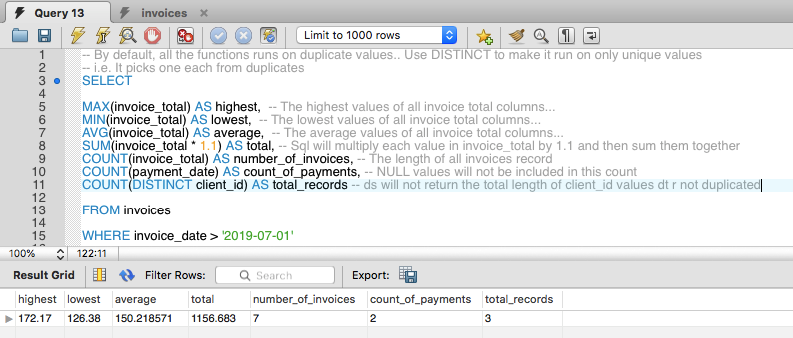 Query 13
invoices
Limit to 1000 rows
1 -- By default, all the functions runs on duplicate values.. Use DISTINCT to make it run on only unique values
2 -- i.e. It picks one each from duplicates
3 SELECT
4
5 MAX(invoice_total) AS highest, -- The highest values of all invoice total columns...
6 MIN(invoice_total) AS lowest, -- The lowest values of all invoice total columns...
7 AVG(invoice_total) AS average, -- The average values of all invoice total columns...
8 SUM(invoice_total * 1.1) AS total, -- Sql will multiply each value in invoice_total by 1.1 and then sum them together
9 COUNT(invoice_total) AS number_of_invoices, -- The length of all invoices record
10 COUNT(payment_date) AS count_of_payments, -- NULL values will not be included in this count
11 COUNT(DISTINCT client_id) AS total_records -- ds will not return the total length of client_id values dt r not duplicated
12
13 FROM invoices
14
15 WHERE invoice_date > '2019-07-01'
100% 122:11
Result Grid Filter Rows: Search Export:
highest lowest average total number_of_invoices count_of_payments total_records
172.17 126.38 150.218571 1156.683 7 2 3